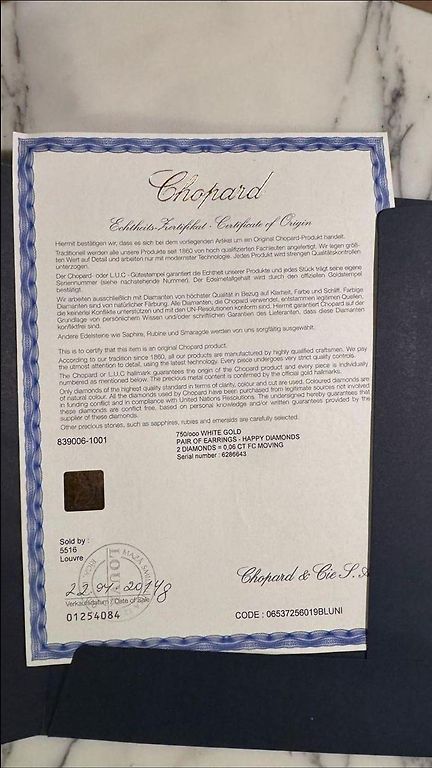 Chopard
Echtheits-Zertifikat - Certificate of Origin
Hiermit bestätigen wir, dass es sich bei dem vorliegenden Artikel um ein Original Chopard-Produkt handelt.
Traditionell werden alle unsere Produkte seit 1860 von hoch qualifizierten Fachleuten angefertigt. Wir legen größ-
ten Wert auf Detail und arbeiten nur mit modernster Technologie. Jedes Produkt wird strengen Qualitätskontrollen
unterzogen.
Der Chopard- oder L.U.C -Gütestempel garantiert die Echtheit unserer Produkte und jedes Stück trägt seine eigene
Seriennummer (siehe nachstehende Nummer). Der Edelmetallgehalt wird durch den offiziellen Goldstempel
bestätigt.
Wir arbeiten ausschließlich mit Diamanten von höchster Qualität in Bezug auf Klarheit, Farbe und Schliff. Farbige
Diamanten sind von natürlicher Färbung. Alle Diamanten, die Chopard verwendet, entstammen legitimen Quellen,
die keinerlei Konflikte unterstützen und mit den UN-Resolutionen konform sind. Hiermit garantiert Chopard auf der
Grundlage von persönlichem Wissen und/oder schriftlichen Garantien des Lieferanten, dass diese Diamanten
konfliktfrei sind.
Andere Edelsteine wie Saphire, Rubine und Smaragde werden von uns sorgfältig ausgewählt.
This is to certify that this item is an original Chopard product.
According to our tradition since 1860, all our products are manufactured by highly qualified craftsmen. We pay
the utmost attention to detail, using the latest technology. Every piece undergoes very strict quality controls.
The Chopard or L.U.C hallmark guarantees the origin of the Chopard product and every piece is individually
numbered as mentioned below. The precious metal content is confirmed by the official gold hallmarks.
Only diamonds of the highest quality standard in terms of clarity, colour and cut are used. Coloured diamonds are
of natural colour. All the diamonds used by Chopard have been purchased from legitimate sources not involved
in funding conflict and in compliance with United Nations Resolutions. The undersigned hereby guarantees that
these diamonds are conflict free, based on personal knowledge and/or written guarantees provided by the
supplier of these diamonds.
Other precious stones, such as sapphires, rubies and emeralds are carefully selected.
839006-1001
750/ooo WHITE GOLD
PAIR OF EARRINGS - HAPPY DIAMONDS
2 DIAMONDS = 0,06 CT FC MOVING
Serial number : 6286643
Sold by :
5516
Louvre
22.04.2014
Verkaufsdatum / Date of Sale
01254084
Chopard & Cie S.A
CODE : 06537256019BLUNI